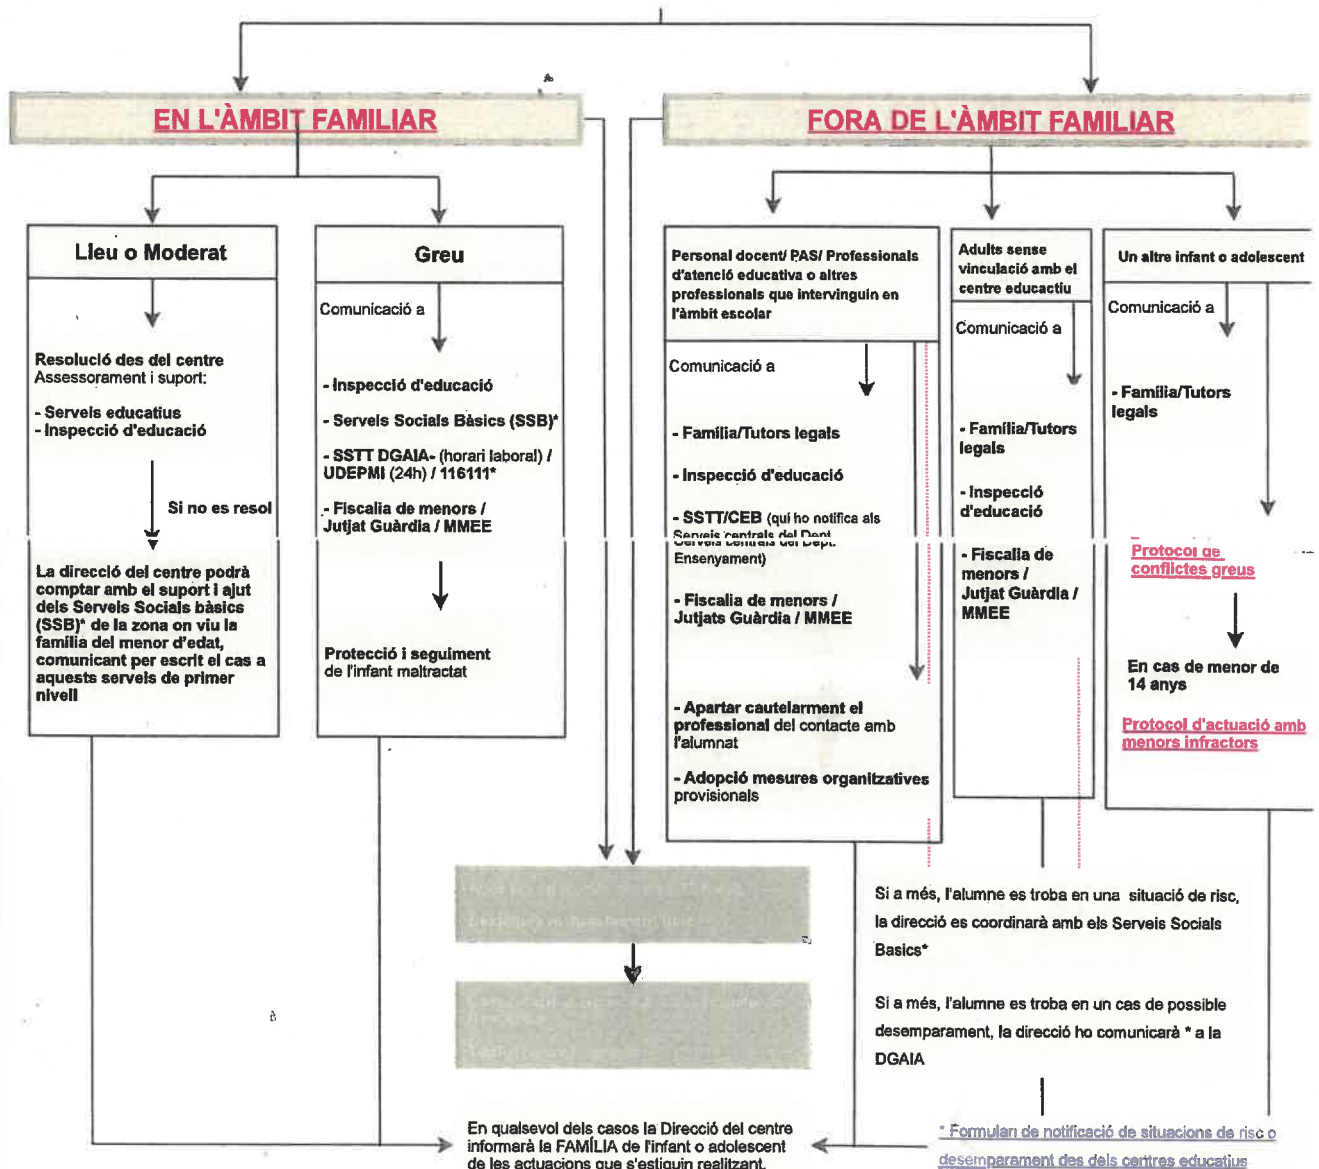 EN L'ÀMBIT FAMILIAR
FORA DE L'ÀMBIT FAMILIAR
Lleu o Moderat
Resolució des del centre
Assessorament i suport:
- Serveis educatius
- Inspecció d'educació
Si no es resol
La direcció del centre podrà
comptar amb el suport i ajut
dels Serveis Socials bàsics
(SSB)* de la zona on viu la
família del menor d'edat,
comunicant per escrit el cas a
aquests serveis de primer
nivell
Greu
Comunicació a
- Inspecció d'educació
- Serveis Socials Bàsics (SSB)*
- SSTT DGAIA- (horari laboral) /
UDEPMI (24h) / 116111*
- Fiscalia de menors /
Jutjat Guàrdia / MMEE
Protecció i seguiment
de l'infant maltractat
Personal docent/ PAS/ Professionals
d'atenció educativa o altres
professionals que intervinguin en
l'àmbit escolar
Comunicació a
- Família/Tutors legals
- Inspecció d'educació
- SSTT/CEB (qui ho notifica als
Serveis centrals del Dept.
Ensenyament)
- Fiscalia de menors /
Jutjats Guàrdia / MMEE
- Apartar cautelarment el
professional del contacte amb
l'alumnat
- Adopció mesures organitzatives
provisionals
Adults sense
vinculació amb el
centre educactiu
Comunicació a
- Família/Tutors
legals
- Inspecció
d'educació
- Fiscalia de
menors /
Jutjat Guàrdia /
MMEE
Un altre infant o adolescent
Comunicació a
- Família/Tutors
legals
Protocol de
conflictes greus
En cas de menor de
14 anys
Protocol d'actuació amb
menors infractors
Si a més, l'alumne es troba en una situació de risc,
la direcció es coordinarà amb els Serveis Socials
Basics*
Si a més, l'alumne es troba en un cas de possible
desemparament, la direcció ho comunicarà * a la
DGAIA
En qualsevol dels casos la Direcció del centre
informarà la FAMÍLIA de l'infant o adolescent
de les actuacions que s'estiguin realitzant.
* Formulari de notificació de situacions de risc o
desemparament des dels centres educatius